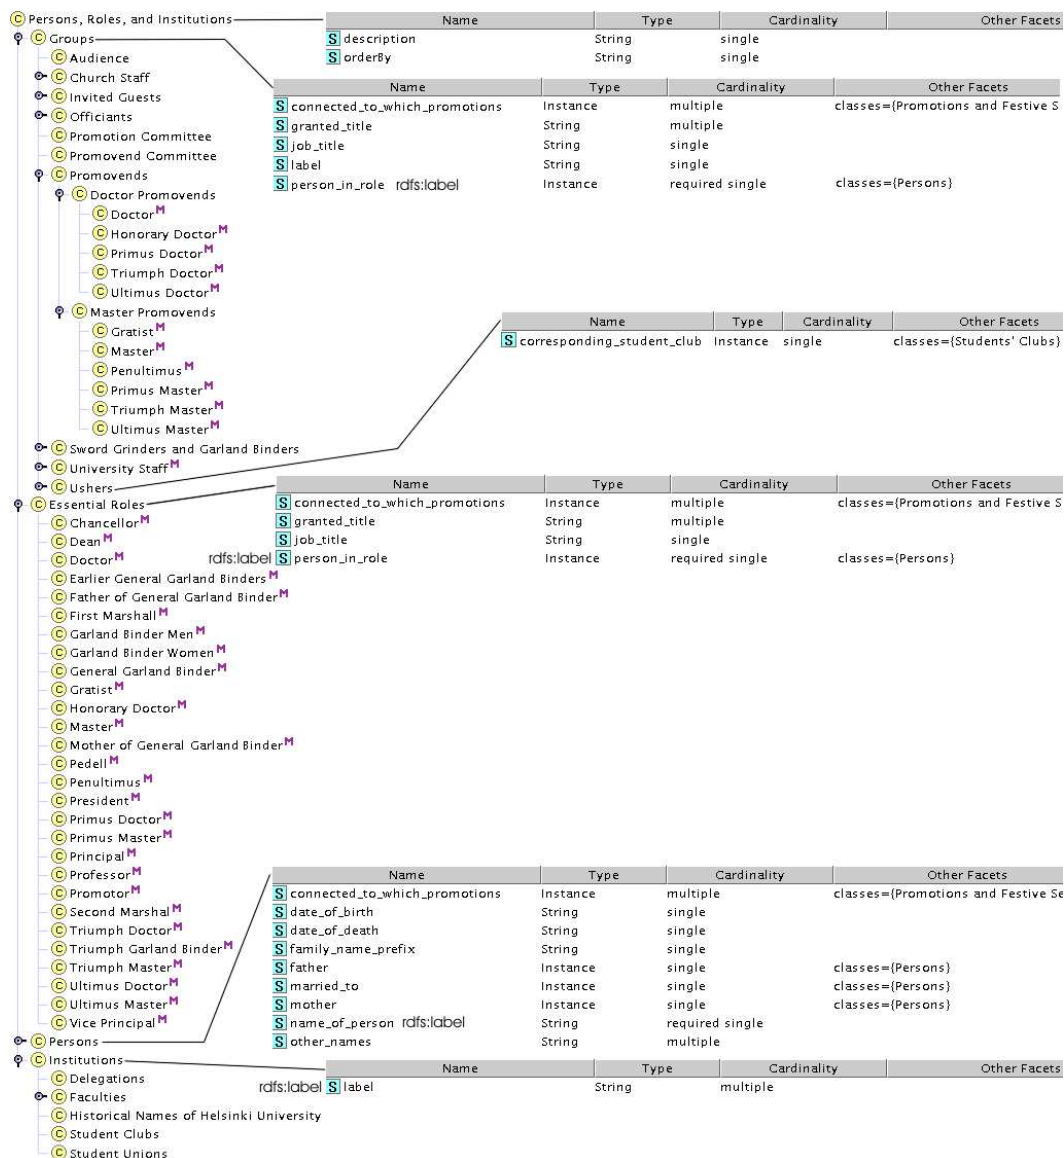 C Persons, Roles, and Institutions
Name Type Cardinality Other Facets
S description String single
S orderBy String single
C Groups
C Audience
C Church Staff
C Invited Guests
C Officiants
C Promotion Committee
C Promovend Committee
C Promovends
Name Type Cardinality Other Facets
S connected_to_which_promotions Instance multiple classes={Promotions and Festive S
S granted_title String multiple
S job_title String single
S label String single
S person_in_role rdfs:label Instance required single classes={Persons}
C Doctor Promovends
C Doctor M
C Honorary Doctor M
C Primus Doctor M
C Triumph Doctor M
C Ultimus Doctor M
C Master Promovends
C Gratist M
C Master M
C Penultimus M
C Primus Master M
C Triumph Master M
C Ultimus Master M
Name Type Cardinality Other Facets
S corresponding_student_club Instance single classes={Students' Clubs}
C Sword Grinders and Garland Binders
C University Staff M
C Ushers
C Essential Roles
Name Type Cardinality Other Facets
S connected_to_which_promotions Instance multiple classes={Promotions and Festive S
S granted_title String multiple
S job_title String single
rdfs:label S person_in_role Instance required single classes={Persons}
C Chancellor M
C Dean M
C Doctor M
C Earlier General Garland Binders M
C Father of General Garland Binder M
C First Marshall M
C Garland Binder Men M
C Garland Binder Women M
C General Garland Binder M
C Gratist M
C Honorary Doctor M
C Master M
C Mother of General Garland Binder M
C Pedell M
C Penultimus M
C President M
C Primus Doctor M
C Primus Master M
C Principal M
C Professor M
C Promotor M
C Second Marshal M
C Triumph Doctor M
C Triumph Garland Binder M
C Triumph Master M
C Ultimus Doctor M
C Ultimus Master M
C Vice Principal M
C Persons
Name Type Cardinality Other Facets
S connected_to_which_promotions Instance multiple classes={Promotions and Festive Se
S date_of_birth String single
S date_of_death String single
S family_name_prefix String single
S father Instance single classes={Persons}
S married_to Instance single classes={Persons}
S mother Instance single classes={Persons}
S name_of_person rdfs:label String required single
S other_names String multiple
C Institutions
Name Type Cardinality Other Facets
rdfs:label S label String multiple
C Delegations
C Faculties
C Historical Names of Helsinki University
C Student Clubs
C Student Unions